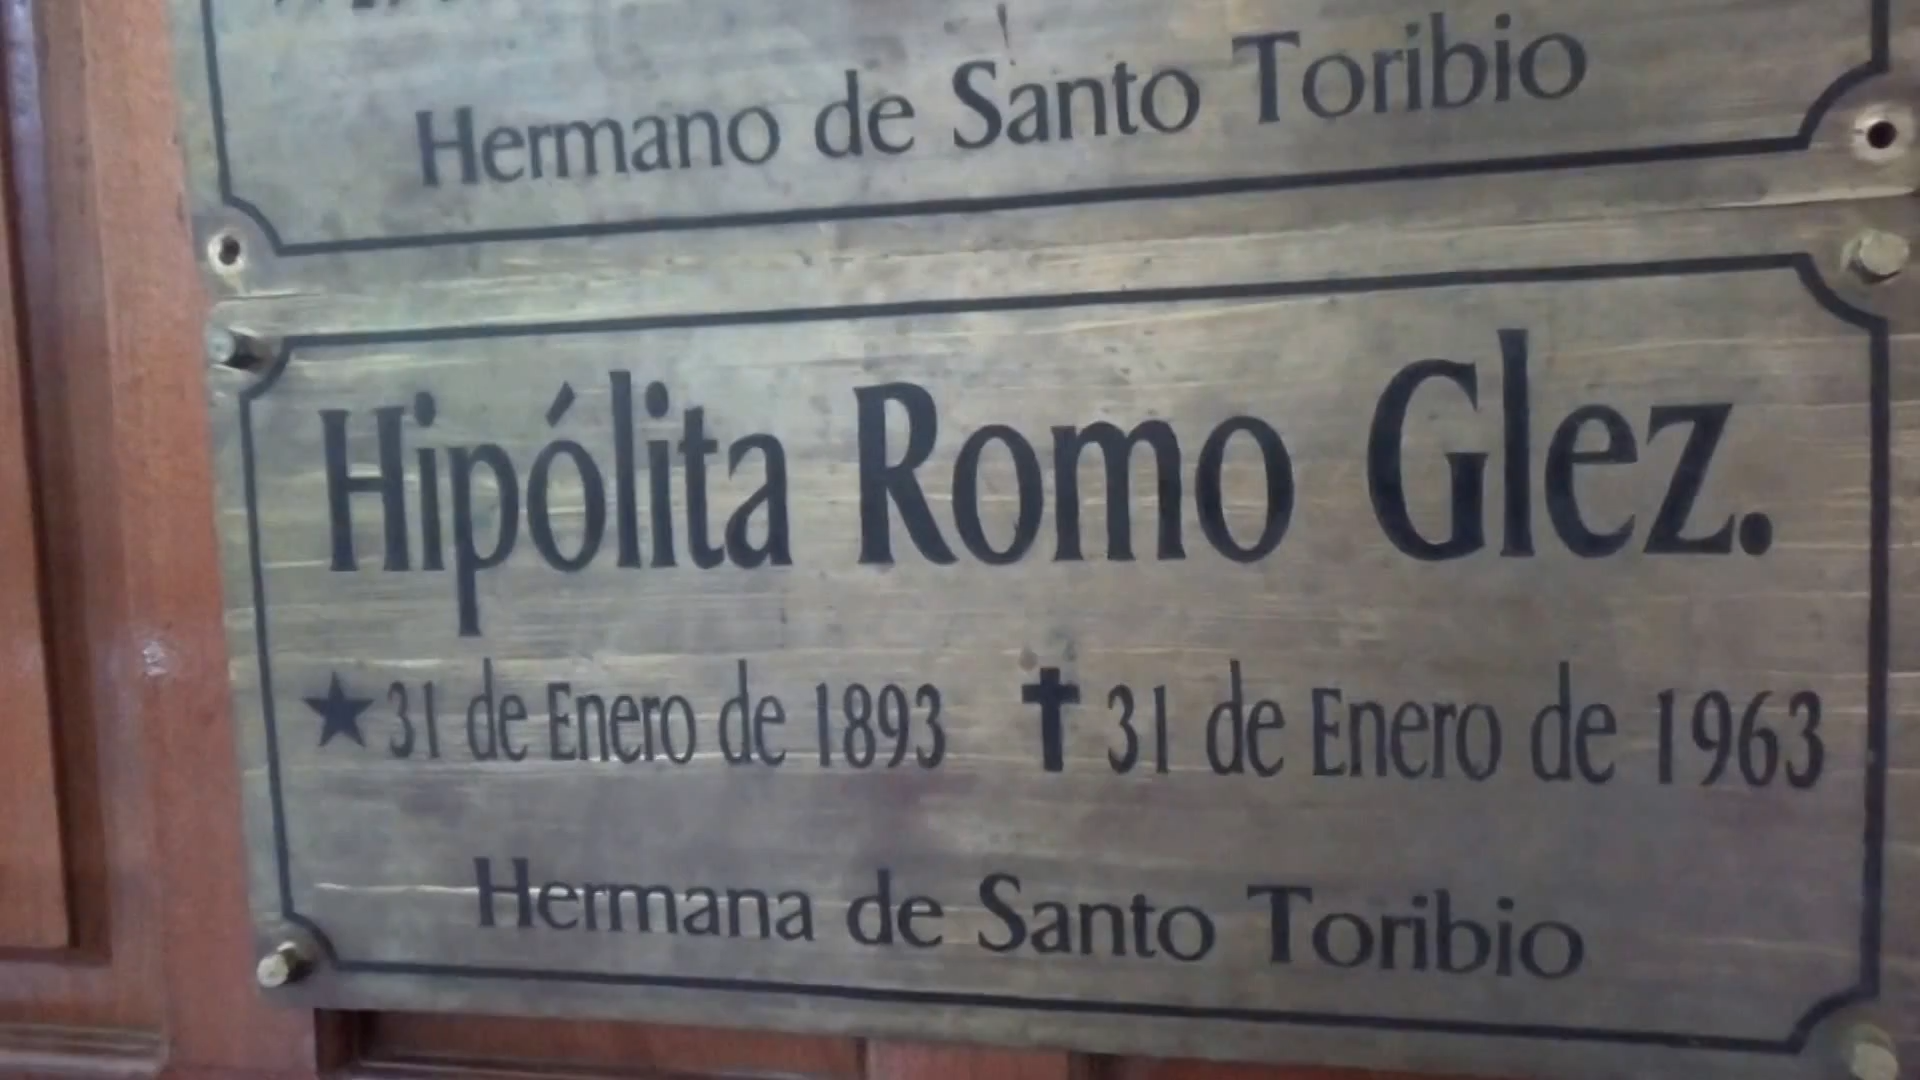 Hermano de Santo Toribio
Hipólita Romo Glez.
★ 31 de Enero de 1893 ✝ 31 de Enero de 1963
Hermana de Santo Toribio